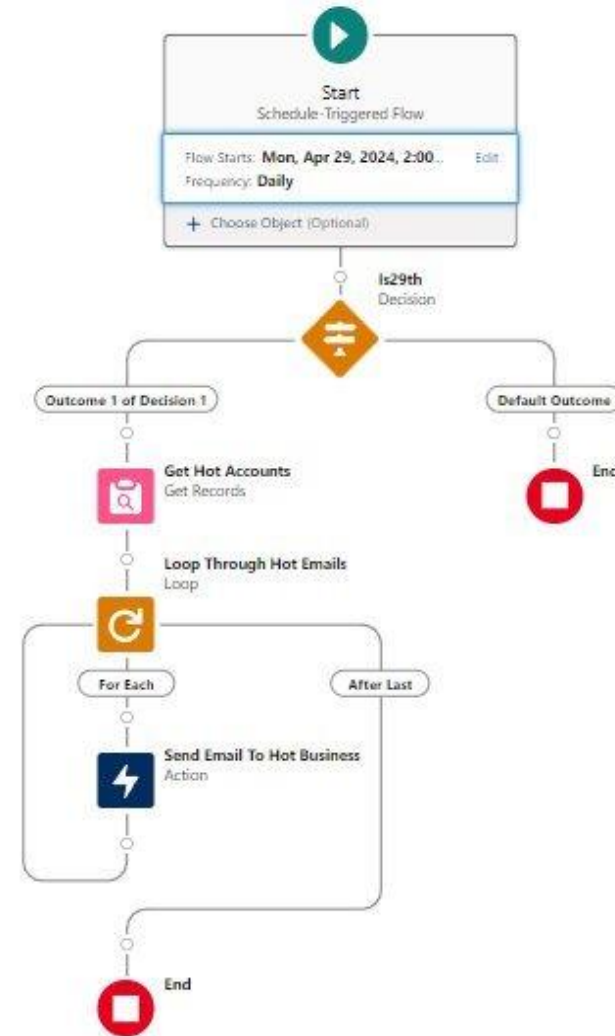 Start
Schedule-Triggered Flow
Flow Starts: Mon, Apr 29, 2024, 2:00... Edit
Frequency: Daily
+ Choose Object (Optional)
Is29th
Decision
Outcome 1 of Decision 1
Default Outcome
Get Hot Accounts
Get Records
End
Loop Through Hot Emails
Loop
For Each
After Last
Send Email To Hot Business
Action
End